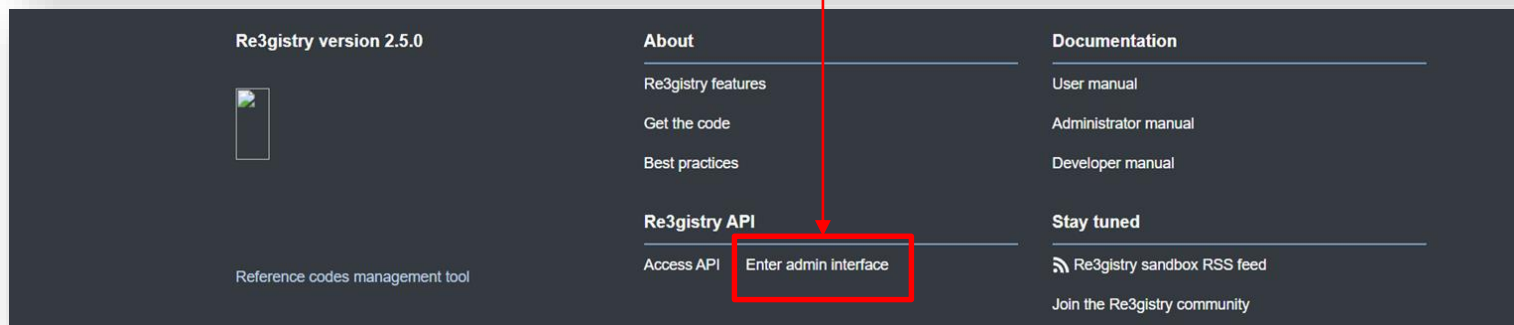 Re3gistry version 2.5.0
Reference codes management tool
About
Re3gistry features
Get the code
Best practices
Re3gistry API
Access API Enter admin interface
Documentation
User manual
Administrator manual
Developer manual
Stay tuned
Re3gistry sandbox RSS feed
Join the Re3gistry community